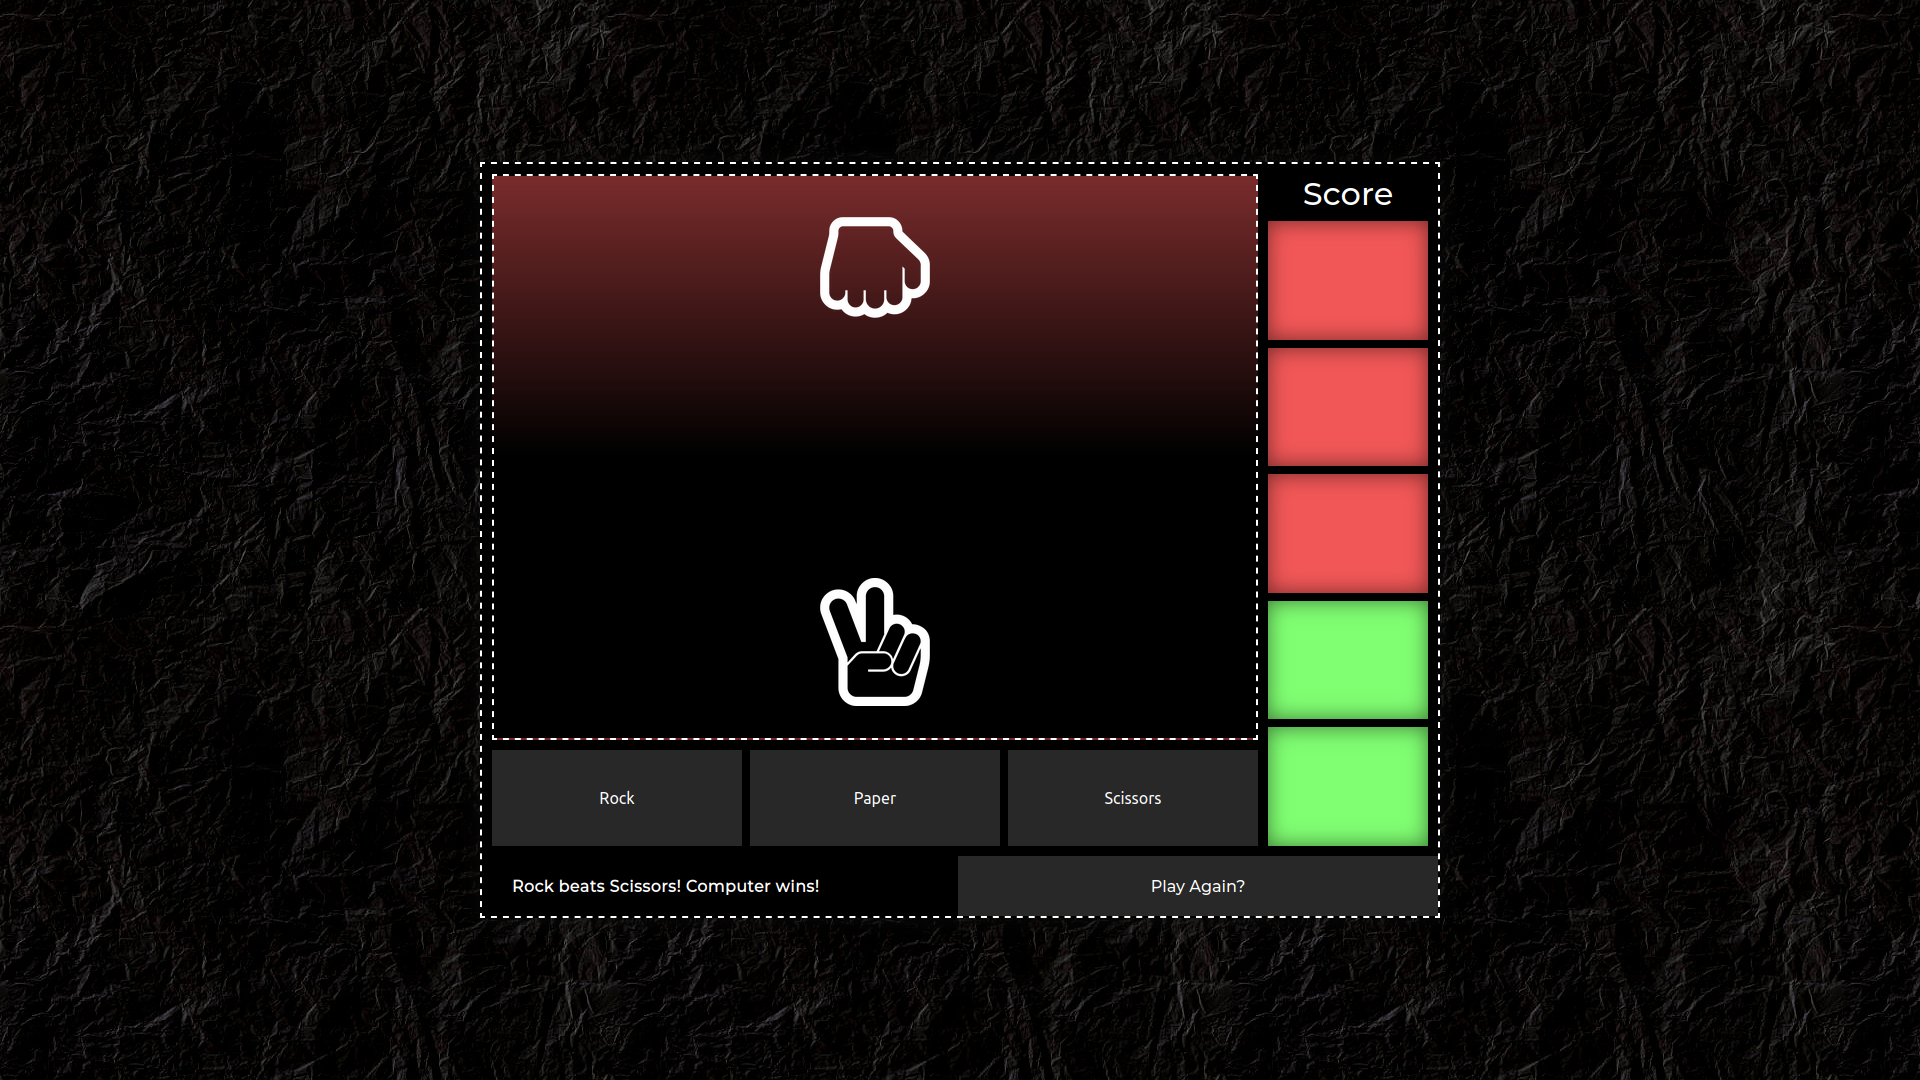 Score
Rock
Paper
Scissors
Rock beats Scissors! Computer wins!
Play Again?